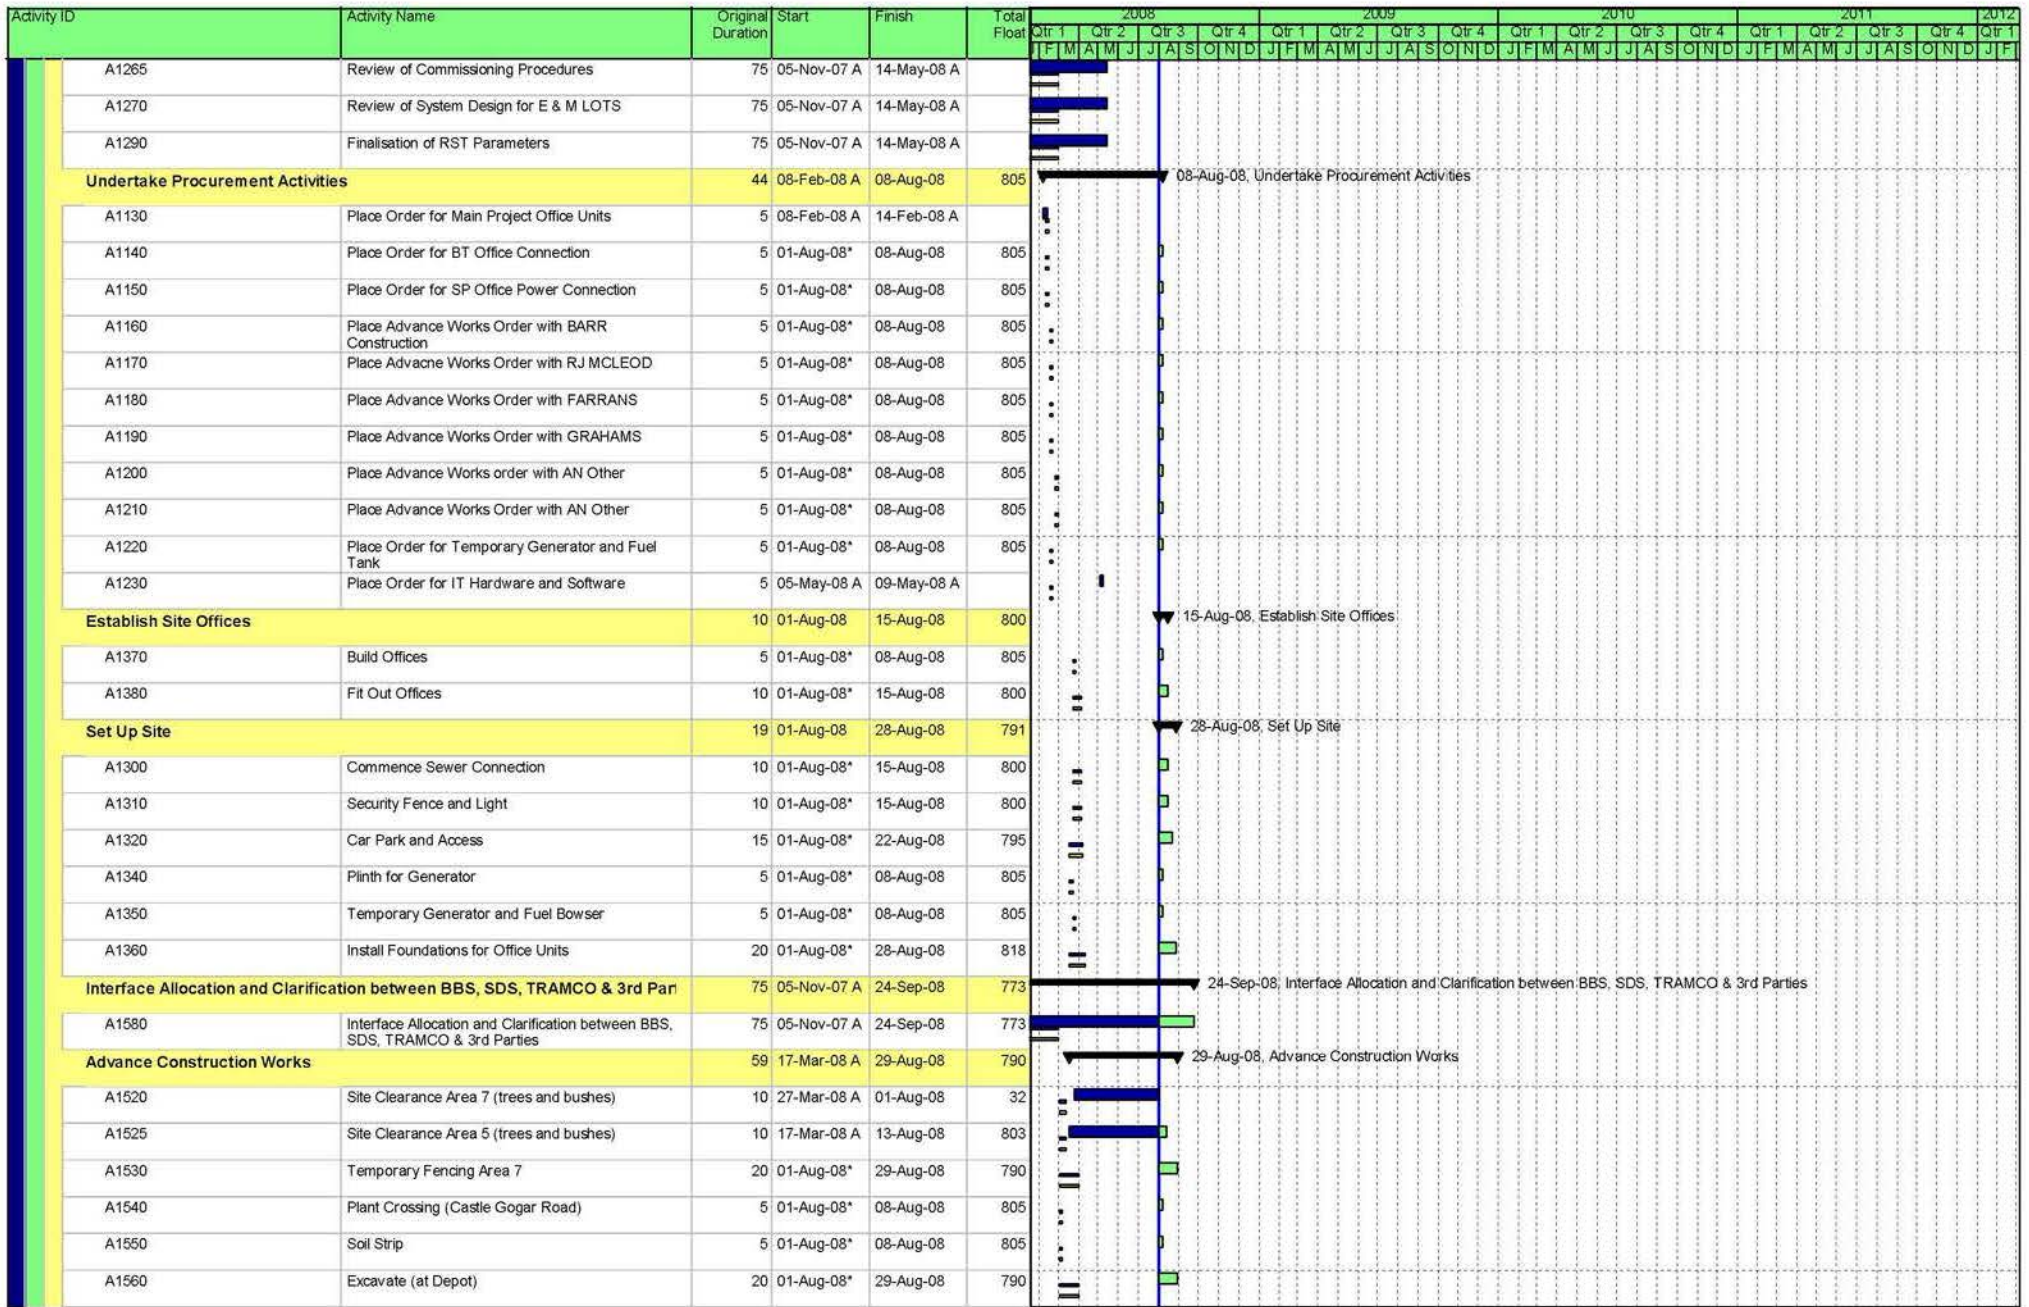 Activity ID Activity Name Original Duration Start Finish Total Float 2008 2009 2010 2011 2012
Qtr 1 Qtr 2 Qtr 3 Qtr 4 Qtr 1 Qtr 2 Qtr 3 Qtr 4 Qtr 1 Qtr 2 Qtr 3 Qtr 4 Qtr 1 Qtr 2 Qtr 3 Qtr 4 Qtr 1
F M A M J J A S O N D J F M A M J J A S O N D J F M A M J J A S O N D J F M A M J J A S O N D J F
A1265 Review of Commissioning Procedures 75 05-Nov-07 A 14-May-08 A
A1270 Review of System Design for E & M LOTS 75 05-Nov-07 A 14-May-08 A
A1290 Finalisation of RST Parameters 75 05-Nov-07 A 14-May-08 A
Undertake Procurement Activities 44 08-Feb-08 A 08-Aug-08 805 08-Aug-08, Undertake Procurement Activities
A1130 Place Order for Main Project Office Units 5 08-Feb-08 A 14-Feb-08 A
A1140 Place Order for BT Office Connection 5 01-Aug-08* 08-Aug-08 805
A1150 Place Order for SP Office Power Connection 5 01-Aug-08* 08-Aug-08 805
A1160 Place Advance Works Order with BARR Construction 5 01-Aug-08* 08-Aug-08 805
A1170 Place Advacne Works Order with RJ MCLEOD 5 01-Aug-08* 08-Aug-08 805
A1180 Place Advance Works Order with FARRANS 5 01-Aug-08* 08-Aug-08 805
A1190 Place Advance Works Order with GRAHAMS 5 01-Aug-08* 08-Aug-08 805
A1200 Place Advance Works order with AN Other 5 01-Aug-08* 08-Aug-08 805
A1210 Place Advance Works Order with AN Other 5 01-Aug-08* 08-Aug-08 805
A1220 Place Order for Temporary Generator and Fuel Tank 5 01-Aug-08* 08-Aug-08 805
A1230 Place Order for IT Hardware and Software 5 05-May-08 A 09-May-08 A
Establish Site Offices 10 01-Aug-08 15-Aug-08 800 15-Aug-08, Establish Site Offices
A1370 Build Offices 5 01-Aug-08* 08-Aug-08 805
A1380 Fit Out Offices 10 01-Aug-08* 15-Aug-08 800
Set Up Site 19 01-Aug-08 28-Aug-08 791 28-Aug-08, Set Up Site
A1300 Commence Sewer Connection 10 01-Aug-08* 15-Aug-08 800
A1310 Security Fence and Light 10 01-Aug-08* 15-Aug-08 800
A1320 Car Park and Access 15 01-Aug-08* 22-Aug-08 795
A1340 Plinth for Generator 5 01-Aug-08* 08-Aug-08 805
A1350 Temporary Generator and Fuel Bowser 5 01-Aug-08* 08-Aug-08 805
A1360 Install Foundations for Office Units 20 01-Aug-08* 28-Aug-08 818
Interface Allocation and Clarification between BBS, SDS, TRAMCO & 3rd Par 75 05-Nov-07 A 24-Sep-08 773 24-Sep-08, Interface Allocation and Clarification between BBS, SDS, TRAMCO & 3rd Parties
A1580 Interface Allocation and Clarification between BBS, SDS, TRAMCO & 3rd Parties 75 05-Nov-07 A 24-Sep-08 773
Advance Construction Works 59 17-Mar-08 A 29-Aug-08 790 29-Aug-08, Advance Construction Works
A1520 Site Clearance Area 7 (trees and bushes) 10 27-Mar-08 A 01-Aug-08 32
A1525 Site Clearance Area 5 (trees and bushes) 10 17-Mar-08 A 13-Aug-08 803
A1530 Temporary Fencing Area 7 20 01-Aug-08* 29-Aug-08 790
A1540 Plant Crossing (Castle Gogar Road) 5 01-Aug-08* 08-Aug-08 805
A1550 Soil Strip 5 01-Aug-08* 08-Aug-08 805
A1560 Excavate (at Depot) 20 01-Aug-08* 29-Aug-08 790